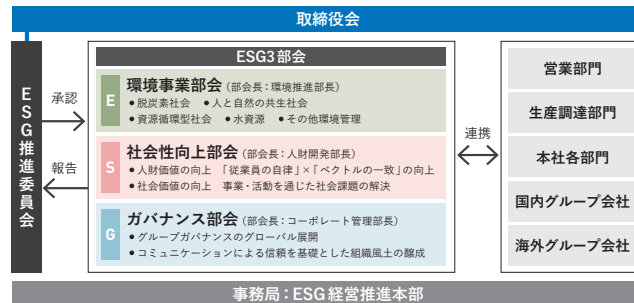 取締役会
ESG推進委員会
承認
報告
ESG3部会
E
環境事業部会（部会長：環境推進部長）
●脱炭素社会 ●人と自然の共生社会
●資源循環型社会 ●水資源 ●その他環境管理
S
社会性向上部会（部会長：人財開発部長）
●人財価値の向上 「従業員の自律」×「ベクトルの一致」の向上
●社会価値の向上 事業・活動を通じた社会課題の解決
G
ガバナンス部会（部会長：コーポレート管理部長）
●グループガバナンスのグローバル展開
●コミュニケーションによる信頼を基礎とした組織風土の醸成
連携
営業部門
生産調達部門
本社各部門
国内グループ会社
海外グループ会社
事務局：ESG経営推進本部